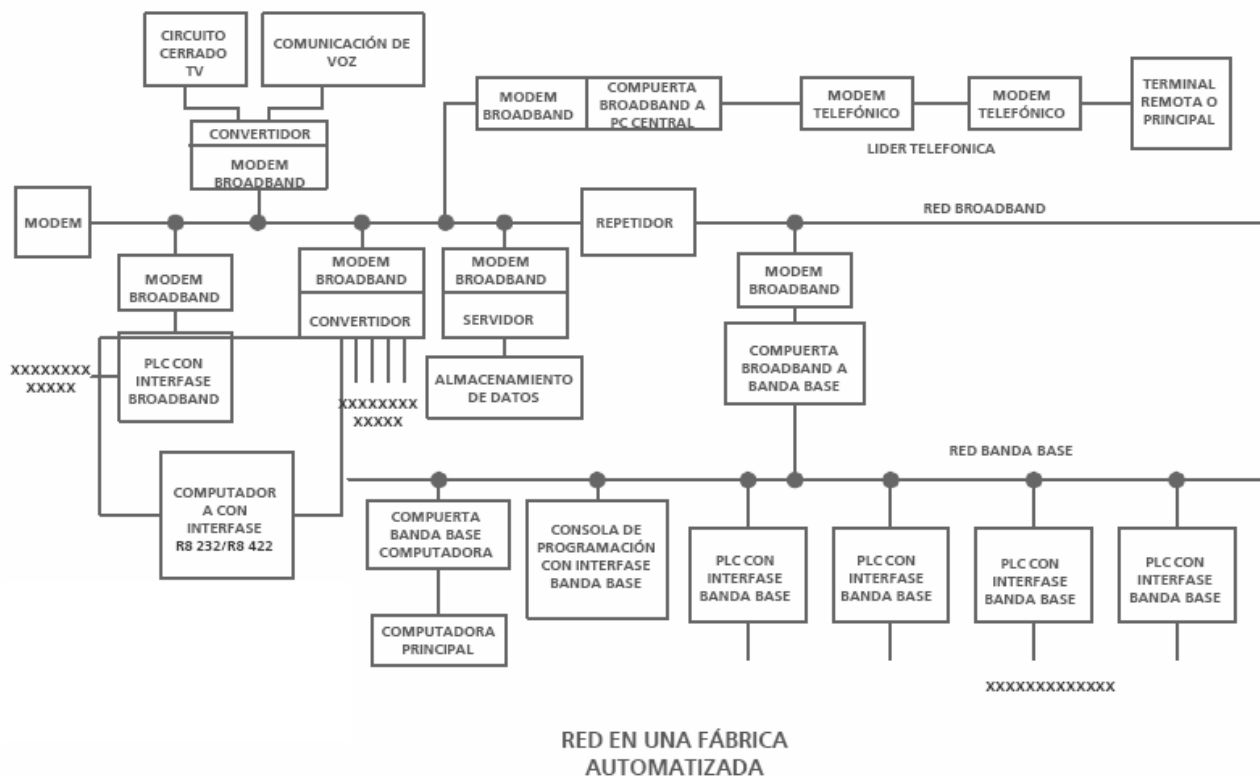 CIRCUITO
CERRADO
TV
COMUNICACIÓN DE
VOZ
CONVERTIDOR
MODEM
BROADBAND
MODEM
BROADBAND
COMPUERTA
BROADBAND A
PC CENTRAL
MODEM
TELEFÓNICO
MODEM
TELEFÓNICO
TERMINAL
REMOTA O
PRINCIPAL
LIDER TELEFONICA
MODEM
REPETIDOR
RED BROADBAND
MODEM
BROADBAND
MODEM
BROADBAND
CONVERTIDOR
MODEM
BROADBAND
SERVIDOR
MODEM
BROADBAND
XXXXXXXX
XXXXX
PLC CON
INTERFASE
BROADBAND
XXXXXXXX
XXXXX
ALMACENAMIENTO
DE DATOS
COMPUERTA
BROADBAND A
BANDA BASE
RED BANDA BASE
COMPUTADOR
A CON
INTERFASE
R8 232/R8 422
COMPUERTA
BANDA BASE
COMPUTADORA
CONSOLA DE
PROGRAMACIÓN
CON INTERFASE
BANDA BASE
PLC CON
INTERFASE
BANDA BASE
PLC CON
INTERFASE
BANDA BASE
PLC CON
INTERFASE
BANDA BASE
PLC CON
INTERFASE
BANDA BASE
COMPUTADORA
PRINCIPAL
XXXXXXXXXXXXX
RED EN UNA FÁBRICA
AUTOMATIZADA